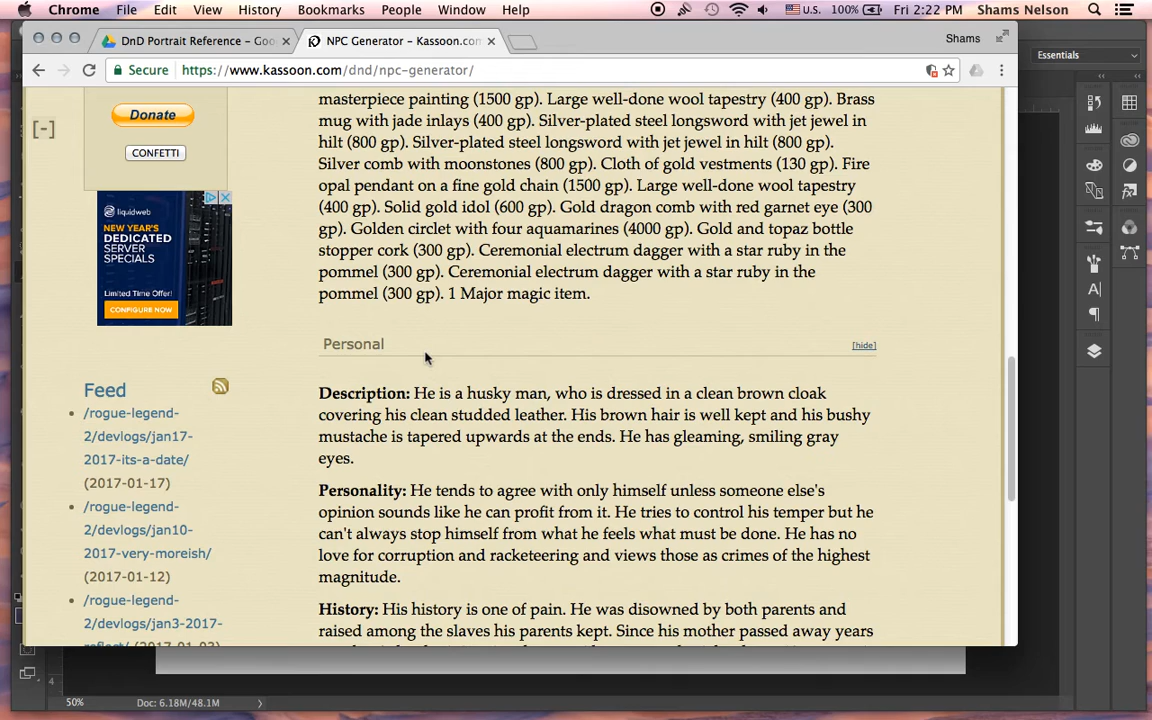 Chrome File Edit View History Bookmarks People Window Help U.S. 100% Fri 2:22 PM Shams Nelson
DnD Portrait Reference - Goo
NPC Generator – Kassoon.com
Shams
Essentials
Secure https://www.kassoon.com/dnd/npc-generator/
Donate
[-]
CONFETTI
liquidweb
NEW YEAR'S
DEDICATED
SERVER
SPECIALS
Limited Time Offer!
CONFIGURE NOW
Feed
/rogue-legend-
2/devlogs/jan17-
2017-its-a-date/
(2017-01-17)
/rogue-legend-
2/devlogs/jan10-
2017-very-moreish/
(2017-01-12)
/rogue-legend-
2/devlogs/jan3-2017-
masterpiece painting (1500 gp). Large well-done wool tapestry (400 gp). Brass
mug with jade inlays (400 gp). Silver-plated steel longsword with jet jewel in
hilt (800 gp). Silver-plated steel longsword with jet jewel in hilt (800 gp).
Silver comb with moonstones (800 gp). Cloth of gold vestments (130 gp). Fire
opal pendant on a fine gold chain (1500 gp). Large well-done wool tapestry
(400 gp). Solid gold idol (600 gp). Gold dragon comb with red garnet eye (300
gp). Golden circlet with four aquamarines (4000 gp). Gold and topaz bottle
stopper cork (300 gp). Ceremonial electrum dagger with a star ruby in the
pommel (300 gp). Ceremonial electrum dagger with a star ruby in the
pommel (300 gp). 1 Major magic item.
Personal [hide]
Description: He is a husky man, who is dressed in a clean brown cloak
covering his clean studded leather. His brown hair is well kept and his bushy
mustache is tapered upwards at the ends. He has gleaming, smiling gray
eyes.
Personality: He tends to agree with only himself unless someone else's
opinion sounds like he can profit from it. He tries to control his temper but he
can't always stop himself from what he feels what must be done. He has no
love for corruption and racketeering and views those as crimes of the highest
magnitude.
History: His history is one of pain. He was disowned by both parents and
raised among the slaves his parents kept. Since his mother passed away years
4
50% Doc: 6.18M/48.1M